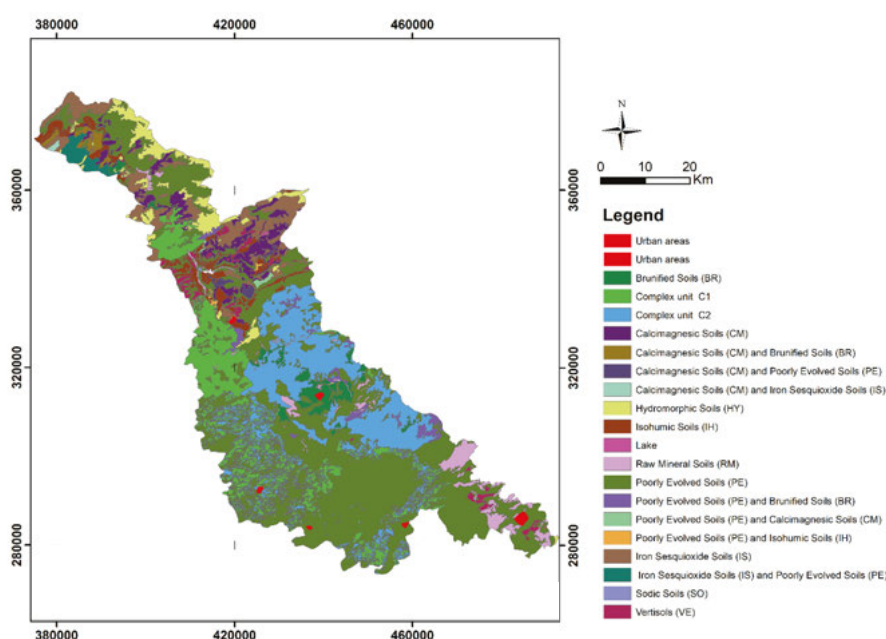 380000 420000 460000
360000 360000
320000 320000
280000 280000
380000 420000 460000
N
0 10 20
Km
Legend
Urban areas
Urban areas
Brunified Soils (BR)
Complex unit C1
Complex unit C2
Calcimagnesic Soils (CM)
Calcimagnesic Soils (CM) and Brunified Soils (BR)
Calcimagnesic Soils (CM) and Poorly Evolved Soils (PE)
Calcimagnesic Soils (CM) and Iron Sesquioxide Soils (IS)
Hydromorphic Soils (HY)
Isohumic Soils (IH)
Lake
Raw Mineral Soils (RM)
Poorly Evolved Soils (PE)
Poorly Evolved Soils (PE) and Brunified Soils (BR)
Poorly Evolved Soils (PE) and Calcimagnesic Soils (CM)
Poorly Evolved Soils (PE) and Isohumic Soils (IH)
Iron Sesquioxide Soils (IS)
Iron Sesquioxide Soils (IS) and Poorly Evolved Soils (PE)
Sodic Soils (SO)
Vertisols (VE)